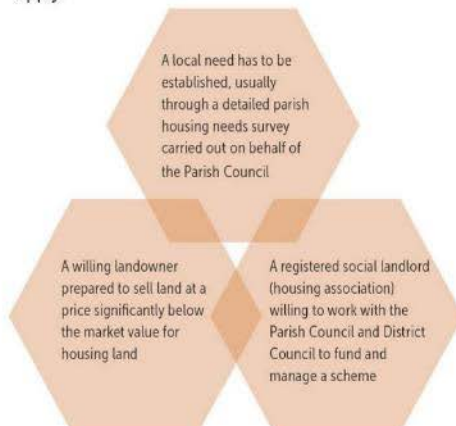 A local need has to be
established, usually
through a detailed parish
housing needs survey
carried out on behalf of
the Parish Council
A willing landowner
prepared to sell land at a
price significantly below
the market value for
housing land
A registered social landlord
(housing association)
willing to work with the
Parish Council and District
Council to fund and
manage a scheme